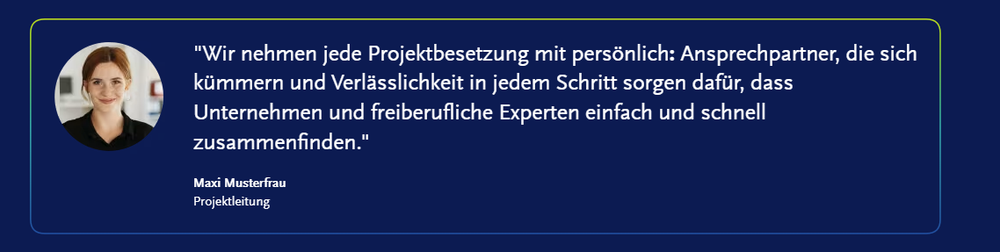 "Wir nehmen jede Projektbesetzung mit persönlich: Ansprechpartner, die sich
kümmern und Verlässlichkeit in jedem Schritt sorgen dafür, dass
Unternehmen und freiberufliche Experten einfach und schnell
zusammenfinden."
Maxi Musterfrau
Projektleitung